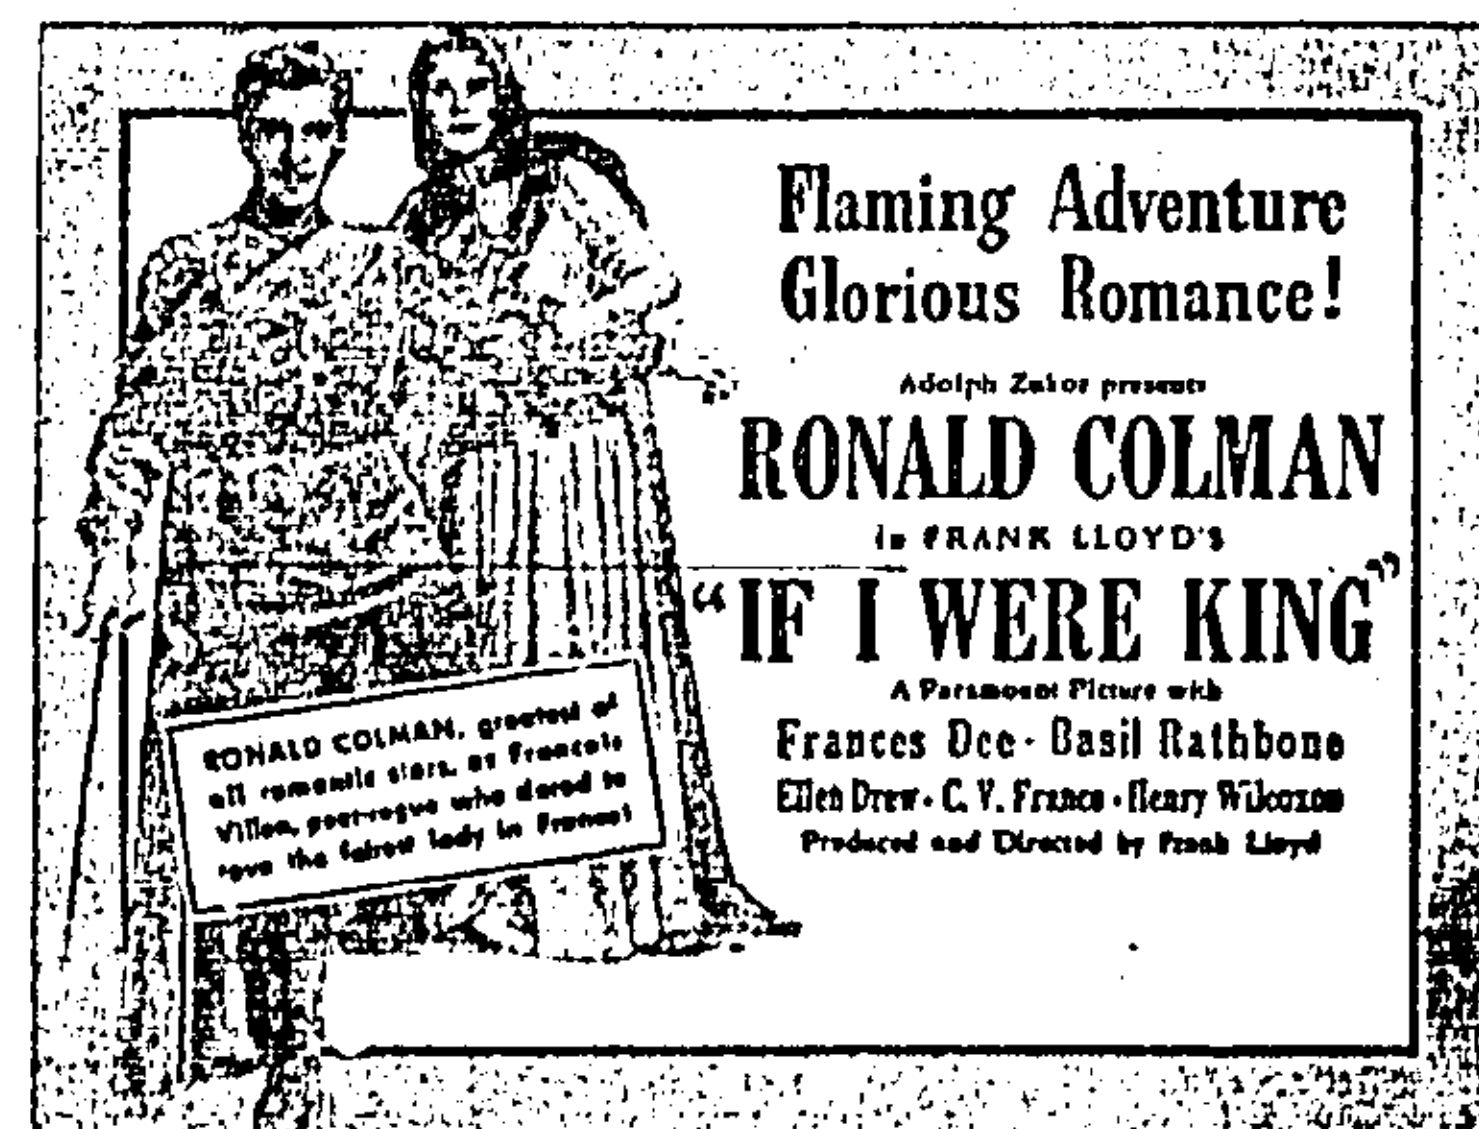 Flaming Adventure
Glorious Romance!
Adolph Zukor presents
RONALD COLMAN
in FRANK LLOYD'S
"IF I WERE KING"
A Paramount Picture with
Frances Dee · Basil Rathbone
Ellen Drew · C. V. France · Henry Wilcoxon
Produced and Directed by Frank Lloyd
RONALD COLMAN, greatest of
all romantic stars, as Francois
Villon, poet-rogue who dared to
love the fairest lady in France!